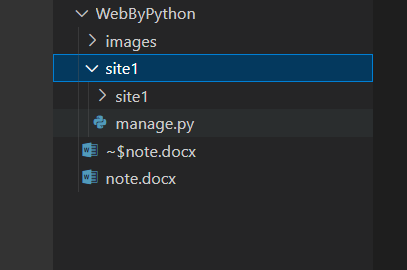 WebByPython
images
site1
site1
manage.py
~$note.docx
note.docx